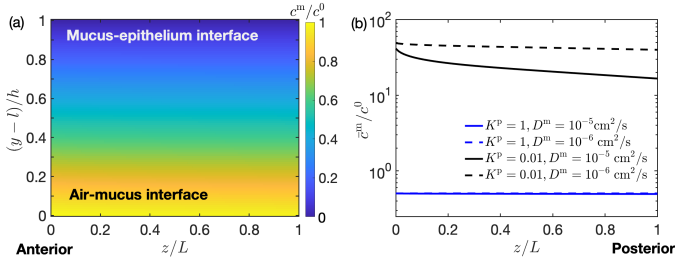 (a)
c^m/c^0
1
0.8
0.6
0.4
0.2
0
(y − l)/h
Mucus-epithelium interface
Air-mucus interface
1
0.8
0.6
0.4
0.2
0
0 0.2 0.4 0.6 0.8 1
Anterior
z/L
(b)
10^2
10^1
10^0
c̄^m/c^0
K^p = 1, D^m = 10^-5 cm^2/s
K^p = 1, D^m = 10^-6 cm^2/s
K^p = 0.01, D^m = 10^-5 cm^2/s
K^p = 0.01, D^m = 10^-6 cm^2/s
0 0.2 0.4 0.6 0.8 1
z/L
Posterior